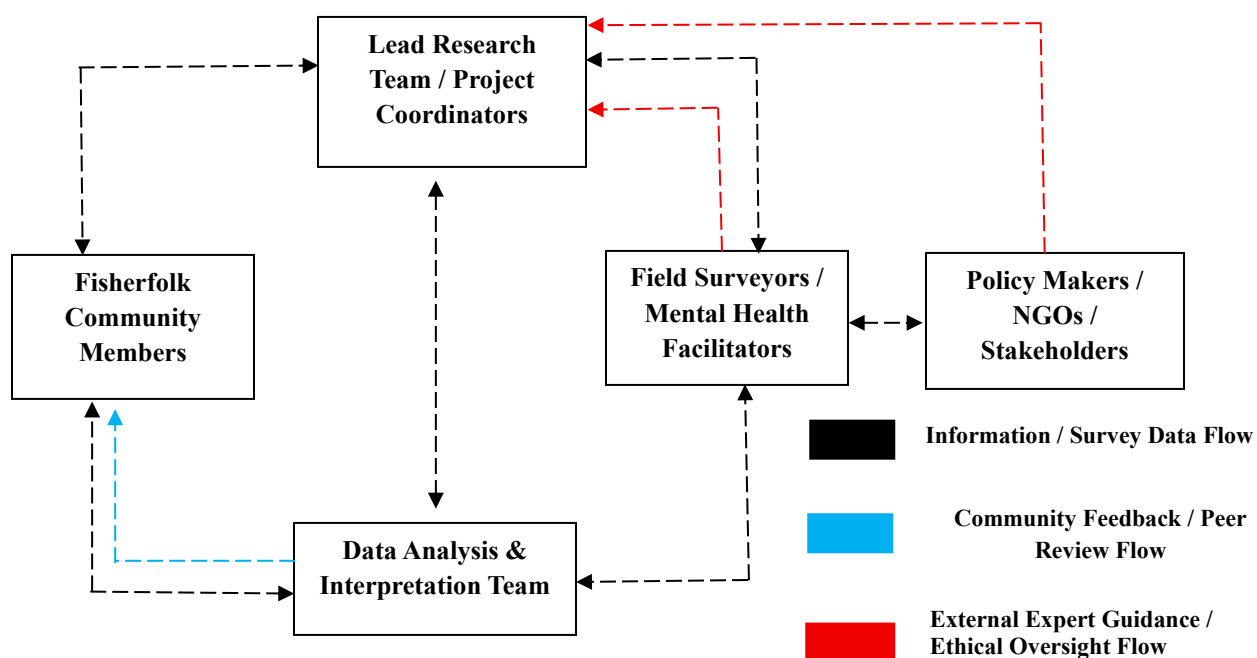 Lead Research
Team / Project
Coordinators
Fisherfolk
Community
Members
Field Surveyors /
Mental Health
Facilitators
Policy Makers /
NGOs /
Stakeholders
Data Analysis &
Interpretation Team
Information / Survey Data Flow
Community Feedback / Peer
Review Flow
External Expert Guidance /
Ethical Oversight Flow